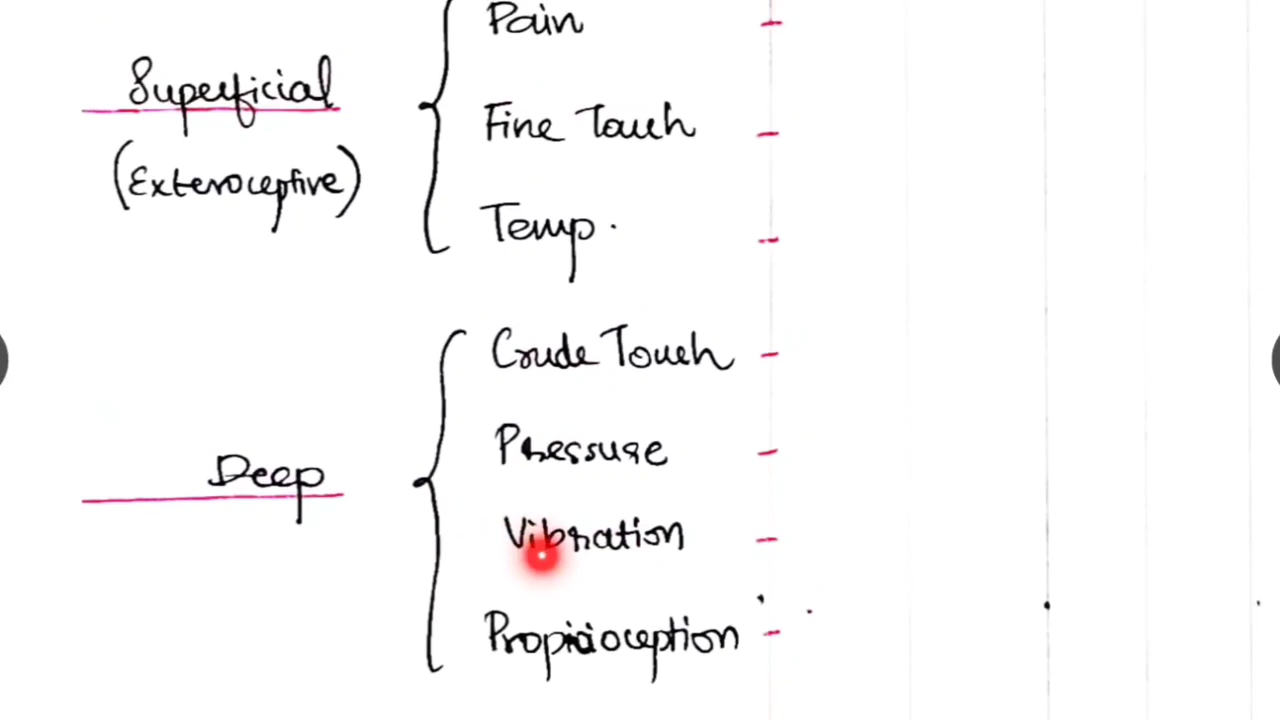 Pain -
Superficial
(Exteroceptive)
Fine Touch -
Temp. -
Crude Touch -
Pressure -
Deep
Vibration -
Propioception -